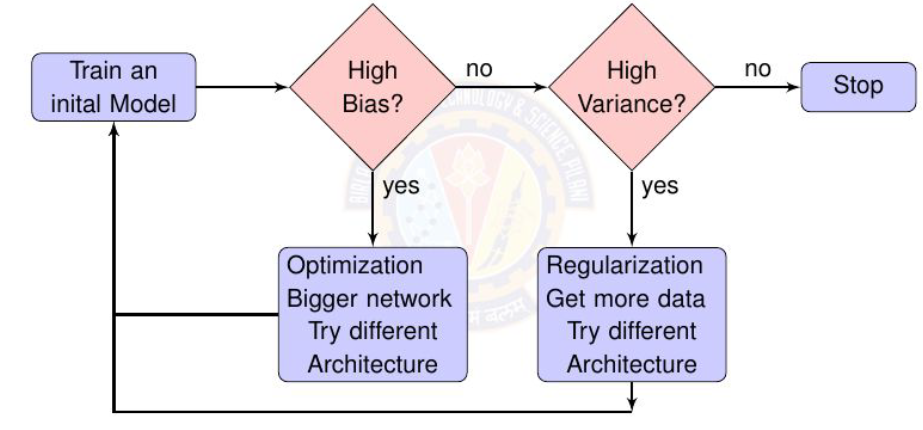 Train an
inital Model
High
Bias?
no
High
Variance?
no
Stop
yes
yes
Optimization
Bigger network
Try different
Architecture
Regularization
Get more data
Try different
Architecture